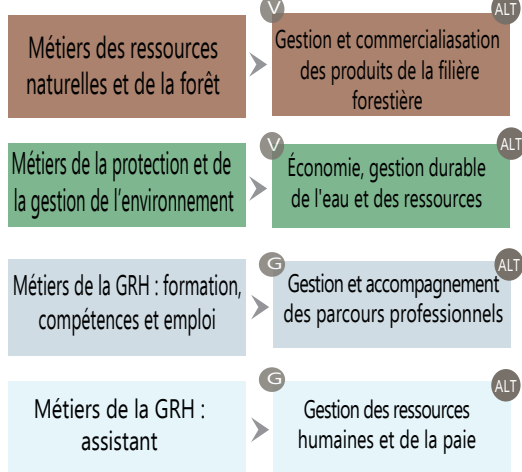 V
ALT
Métiers des ressources
naturelles et de la forêt
Gestion et commercialiasation
des produits de la filière
forestière
V
ALT
Métiers de la protection et de
la gestion de l'environnement
Économie, gestion durable
de l'eau et des ressources
G
ALT
Métiers de la GRH : formation,
compétences et emploi
Gestion et accompagnement
des parcours professionnels
G
ALT
Métiers de la GRH :
assistant
Gestion des ressources
humaines et de la paie